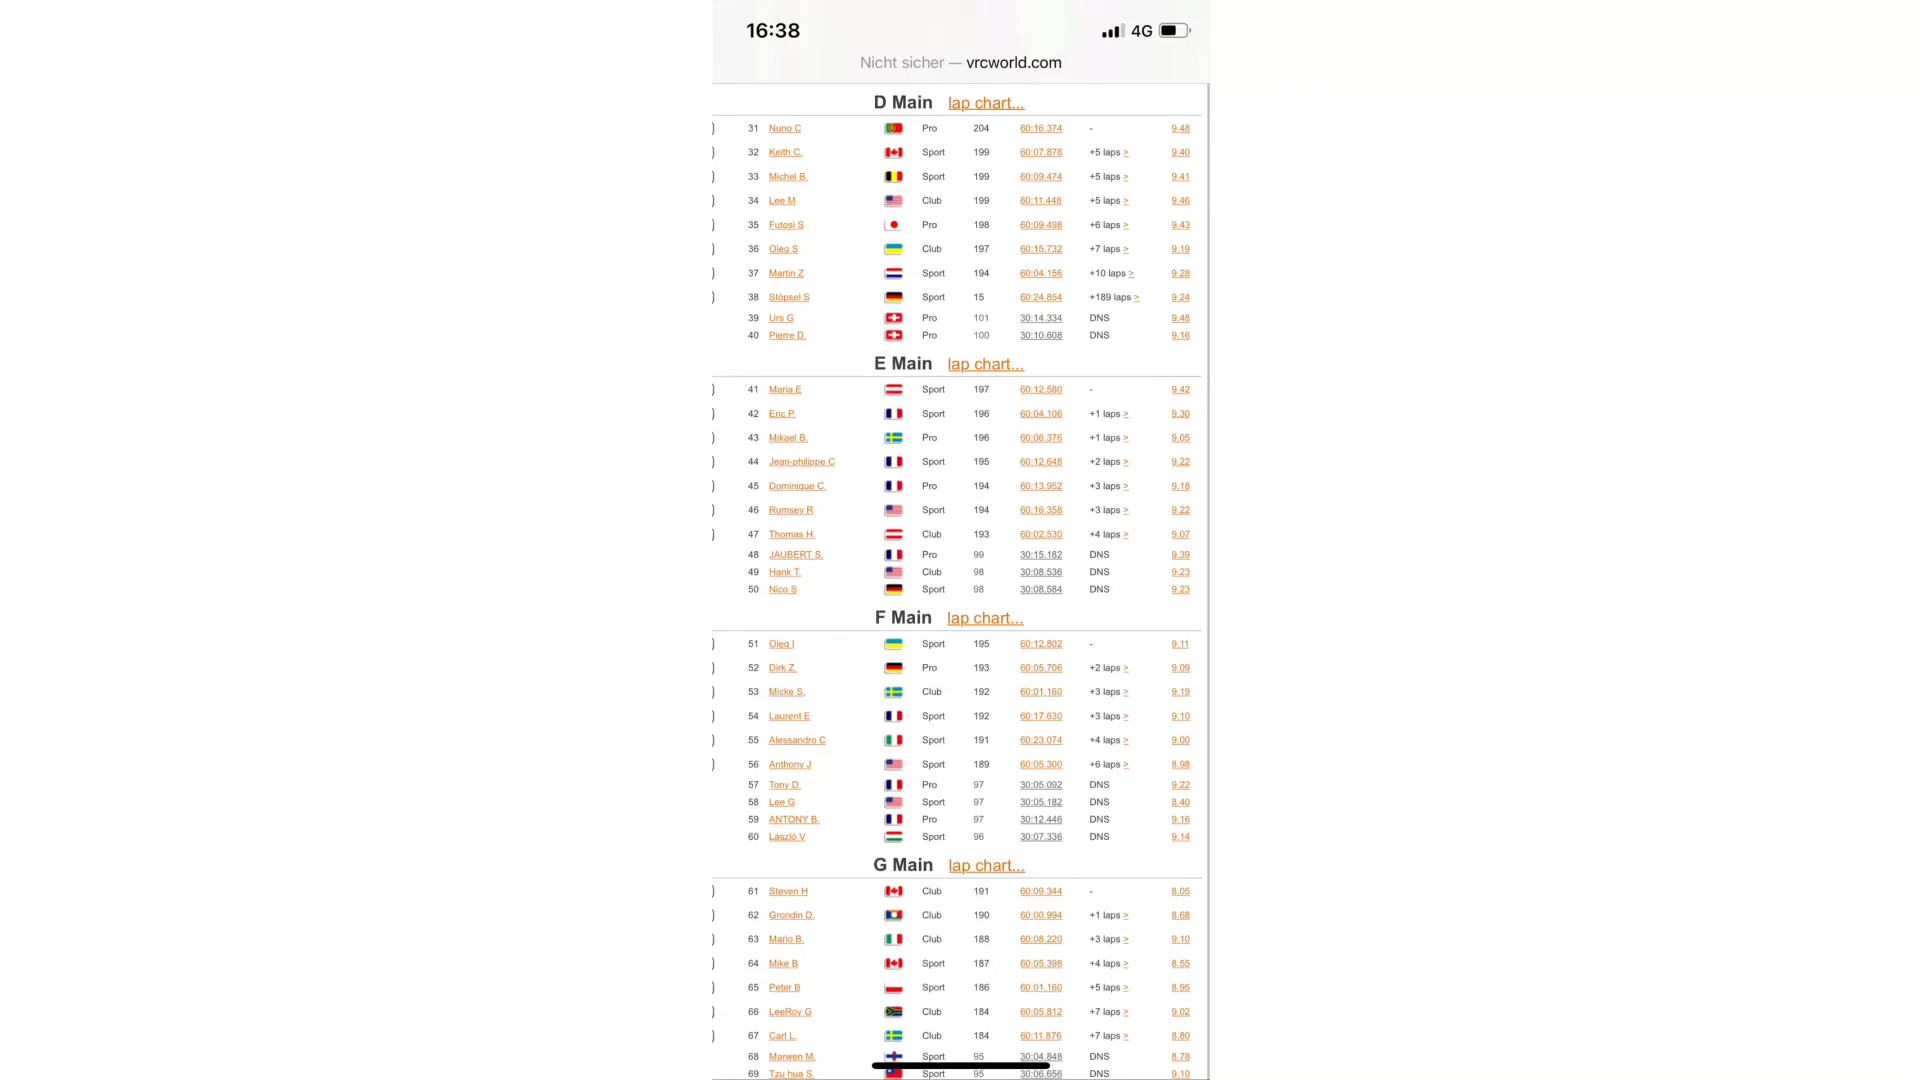 16:38 4G
Nicht sicher — vrcworld.com
D Main lap chart...
) 31 Nuno C Pro 204 60:16.374 - 9.48
) 32 Keith C. Sport 199 60:07.878 +5 laps > 9.40
) 33 Michel B. Sport 199 60:09.474 +5 laps > 9.41
) 34 Lee M Club 199 60:11.448 +5 laps > 9.46
) 35 Futosi S Pro 198 60:09.498 +6 laps > 9.43
) 36 Oleg S Club 197 60:15.732 +7 laps > 9.19
) 37 Martin Z Sport 194 60:04.156 +10 laps > 9.28
) 38 Stöpsel S Sport 15 60:24.854 +189 laps > 9.24
39 Urs G Pro 101 30:14.334 DNS 9.48
40 Pierre D. Pro 100 30:10.608 DNS 9.16
E Main lap chart...
) 41 Maria E Sport 197 60:12.580 - 9.42
) 42 Eric P. Sport 196 60:04.106 +1 laps > 9.30
) 43 Mikael B. Pro 196 60:06.376 +1 laps > 9.05
) 44 Jean-philippe C Sport 195 60:12.648 +2 laps > 9.22
) 45 Dominique C. Pro 194 60:13.952 +3 laps > 9.18
) 46 Rumsey R Sport 194 60:16.358 +3 laps > 9.22
) 47 Thomas H. Club 193 60:02.530 +4 laps > 9.07
48 JAUBERT S. Pro 99 30:15.182 DNS 9.39
49 Hank T. Club 98 30:08.536 DNS 9.23
50 Nico S Sport 98 30:08.584 DNS 9.23
F Main lap chart...
) 51 Oleg I Sport 195 60:12.802 - 9.11
) 52 Dirk Z. Pro 193 60:05.706 +2 laps > 9.09
) 53 Micke S. Club 192 60:01.160 +3 laps > 9.19
) 54 Laurent E Sport 192 60:17.630 +3 laps > 9.10
) 55 Alessandro C Sport 191 60:23.074 +4 laps > 9.00
) 56 Anthony J Sport 189 60:05.300 +6 laps > 8.98
57 Tony D. Pro 97 30:05.092 DNS 9.22
58 Lee G Sport 97 30:05.182 DNS 8.40
59 ANTONY B. Pro 97 30:12.446 DNS 9.16
60 László V Sport 96 30:07.336 DNS 9.14
G Main lap chart...
) 61 Steven H Club 191 60:09.344 - 8.05
) 62 Grondin D. Club 190 60:00.994 +1 laps > 8.68
) 63 Mario B. Club 188 60:08.220 +3 laps > 9.10
) 64 Mike B Sport 187 60:05.398 +4 laps > 8.55
) 65 Peter B Sport 186 60:01.160 +5 laps > 8.95
) 66 LeeRoy G Club 184 60:05.812 +7 laps > 9.02
) 67 Carl L. Club 184 60:11.876 +7 laps > 8.80
68 Marwen M. Sport 95 30:04.848 DNS 8.78
69 Tzu hua S. Sport 95 30:06.656 DNS 9.10